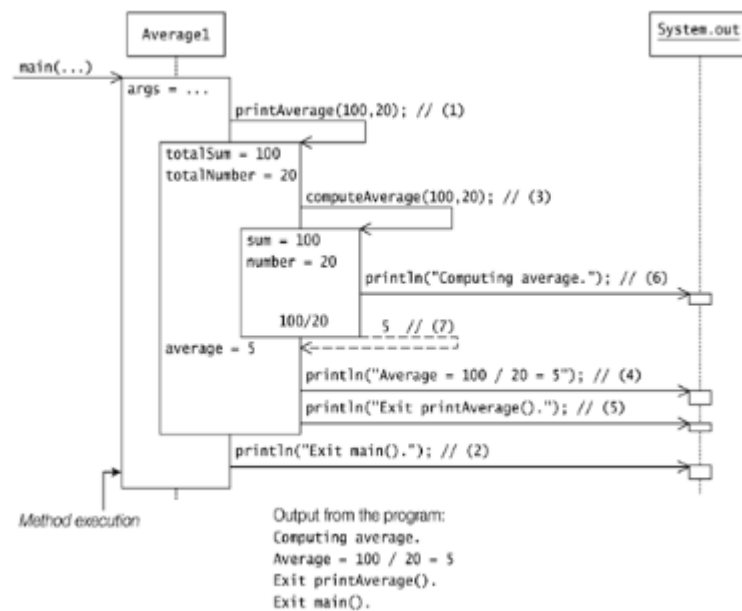 Average1
System.out
main(...)
args = ...
printAverage(100,20); // (1)
totalSum = 100
totalNumber = 20
computeAverage(100,20); // (3)
sum = 100
number = 20
println("Computing average."); // (6)
100/20
5 // (7)
average = 5
println("Average = 100 / 20 = 5"); // (4)
println("Exit printAverage()."); // (5)
println("Exit main()."); // (2)
Method execution
Output from the program:
Computing average.
Average = 100 / 20 = 5
Exit printAverage().
Exit main().